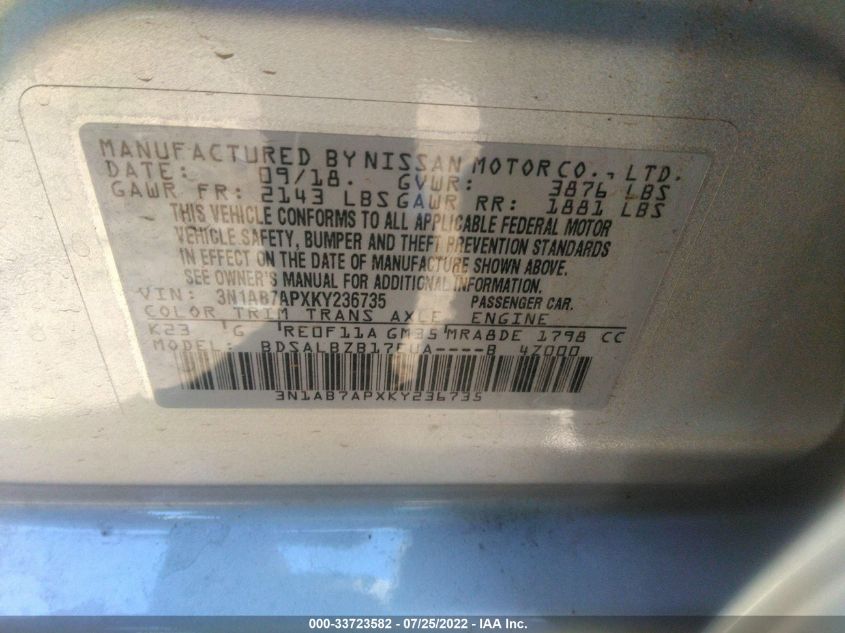 MANUFACTURED BY NISSAN MOTOR CO., LTD.
DATE: 09/18. GVWR: 3876 LBS
GAWR FR: 2143 LBS GAWR RR: 1881 LBS
THIS VEHICLE CONFORMS TO ALL APPLICABLE FEDERAL MOTOR
VEHICLE SAFETY, BUMPER AND THEFT PREVENTION STANDARDS
IN EFFECT ON THE DATE OF MANUFACTURE SHOWN ABOVE.
SEE OWNER'S MANUAL FOR ADDITIONAL INFORMATION.
VIN: 3N1AB7APXKY236735 PASSENGER CAR.
COLOR TRIM TRANS AXLE ENGINE
K23 G RE0F11A GM35 MRA8DE 1798 CC
MODEL: BDSALBZB17EUA----B 4Z000
3N1AB7APXKY236735
000-33723582 - 07/25/2022 - IAA Inc.